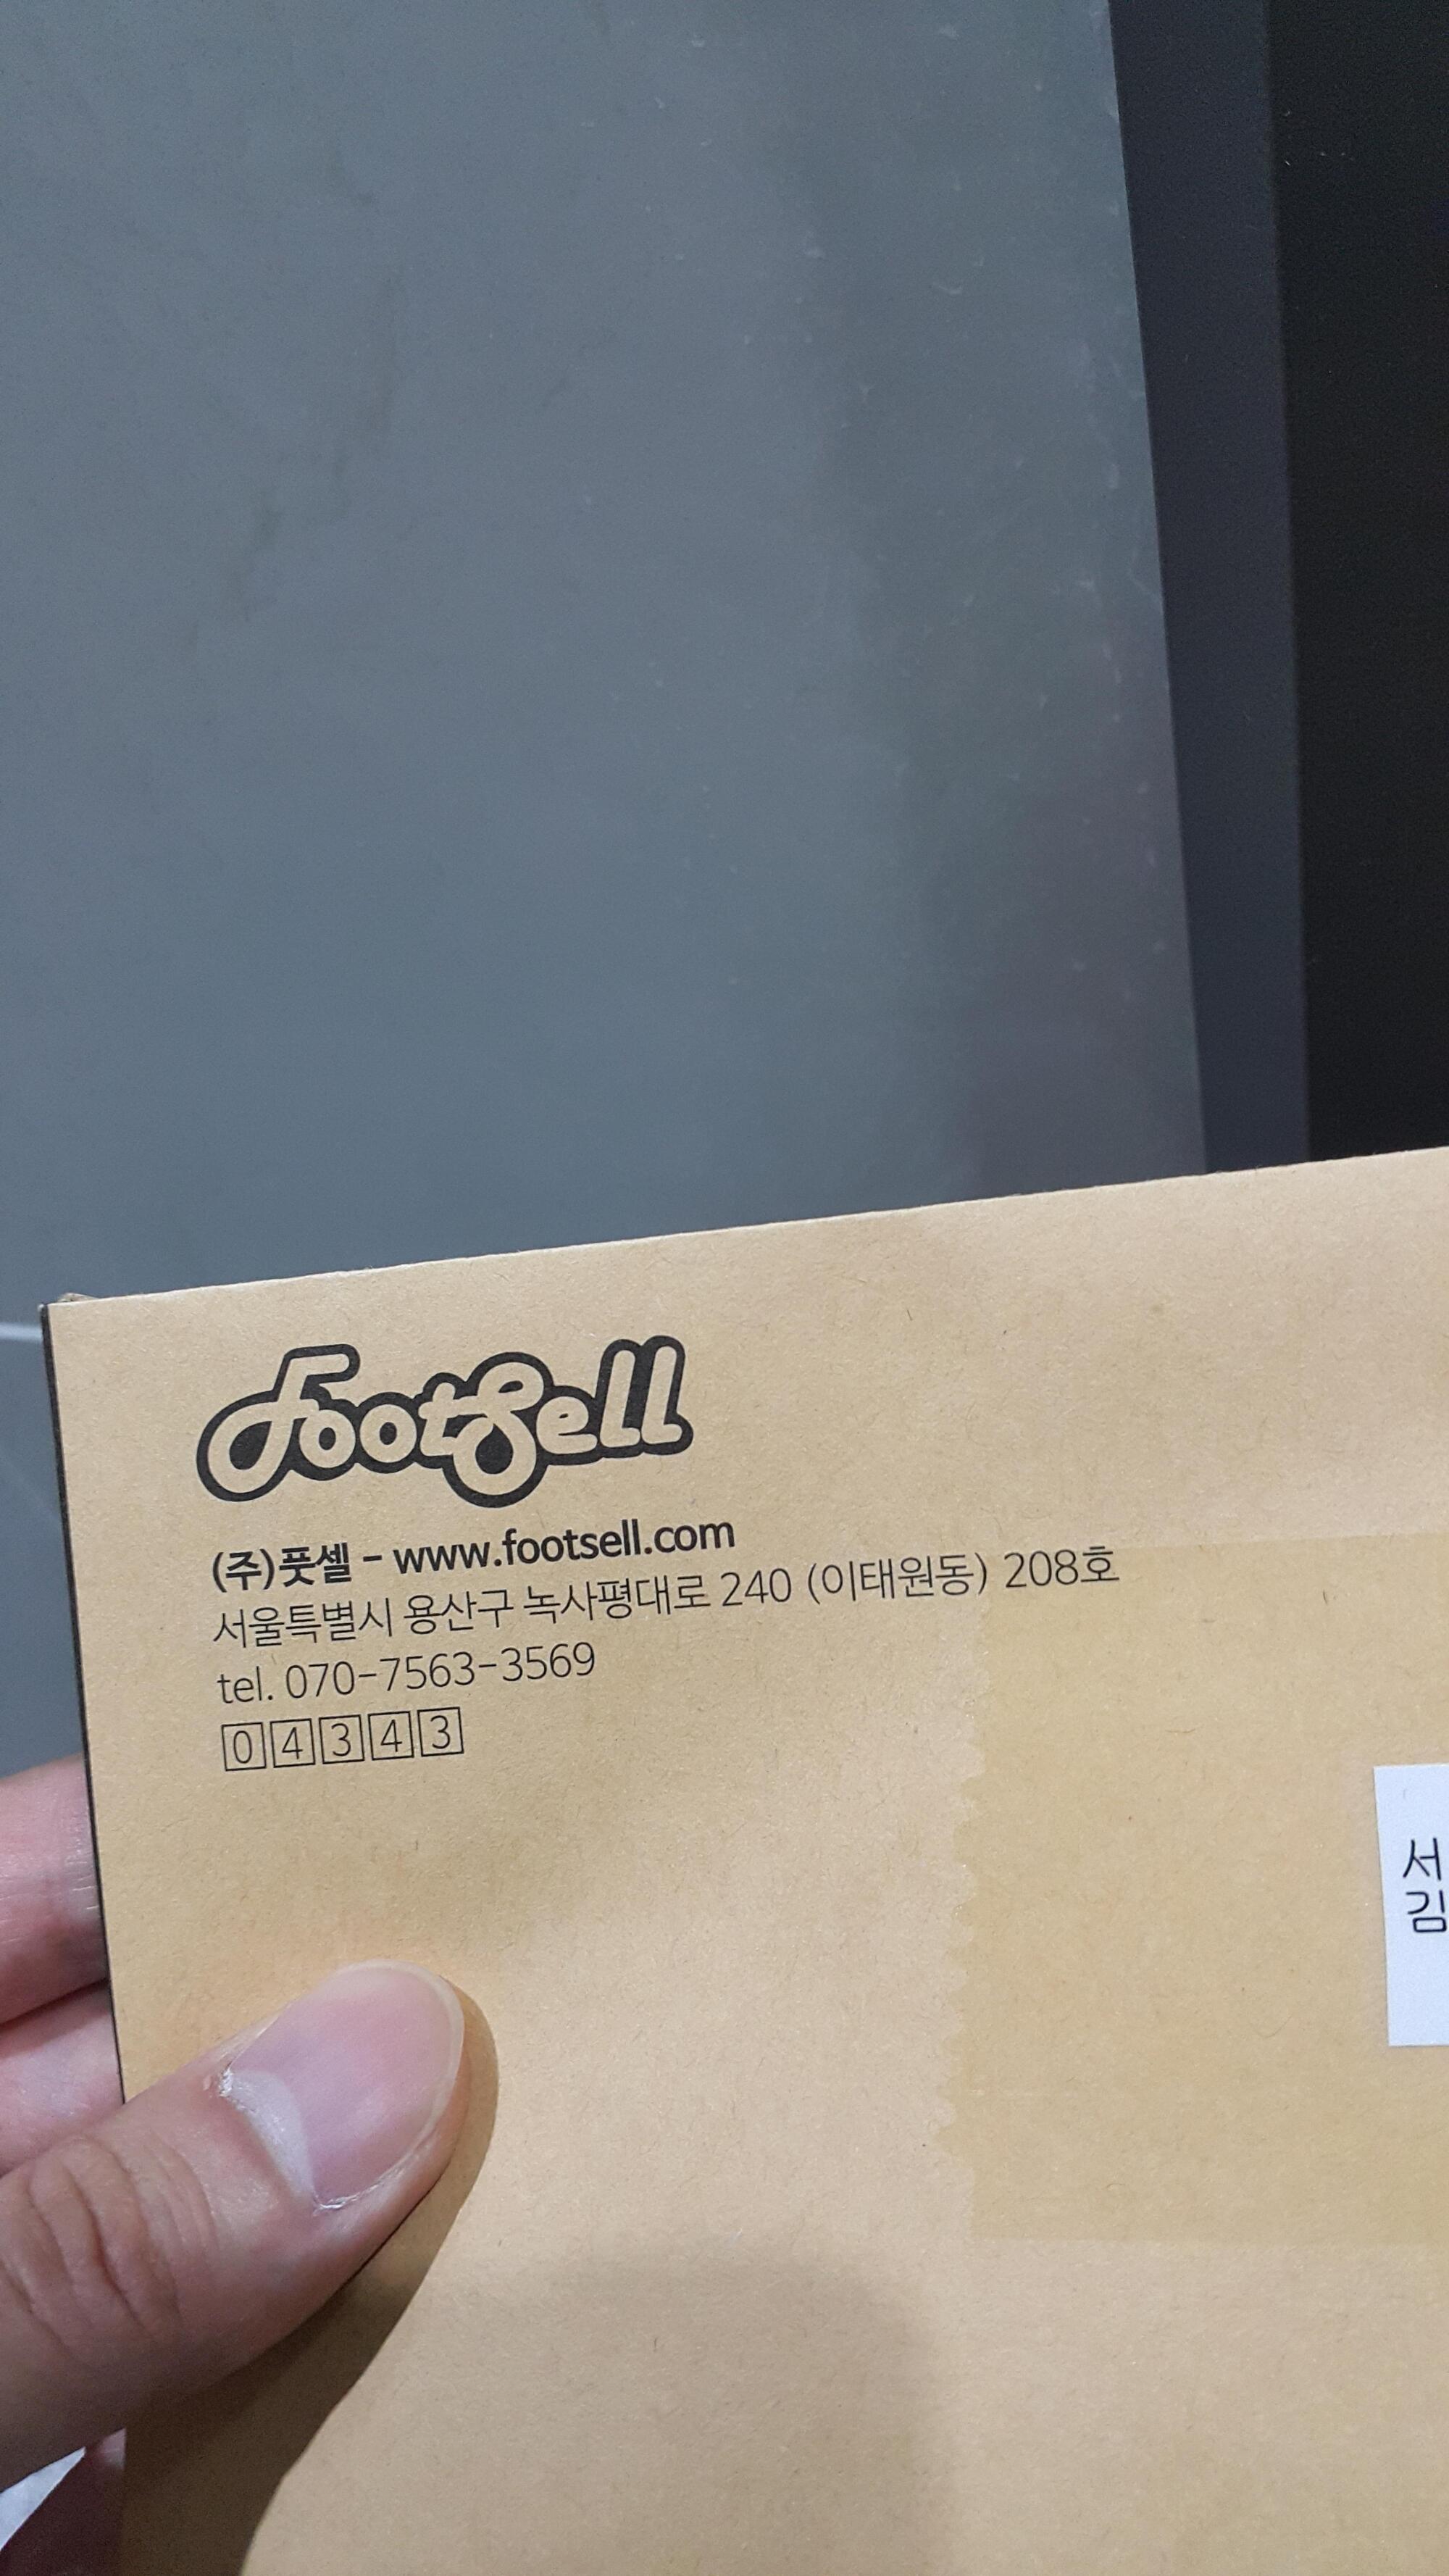 FootSell
(주)풋셀 - www.footsell.com
서울특별시 용산구 녹사평대로 240 (이태원동) 208호
tel. 070-7563-3569
04343
서
김